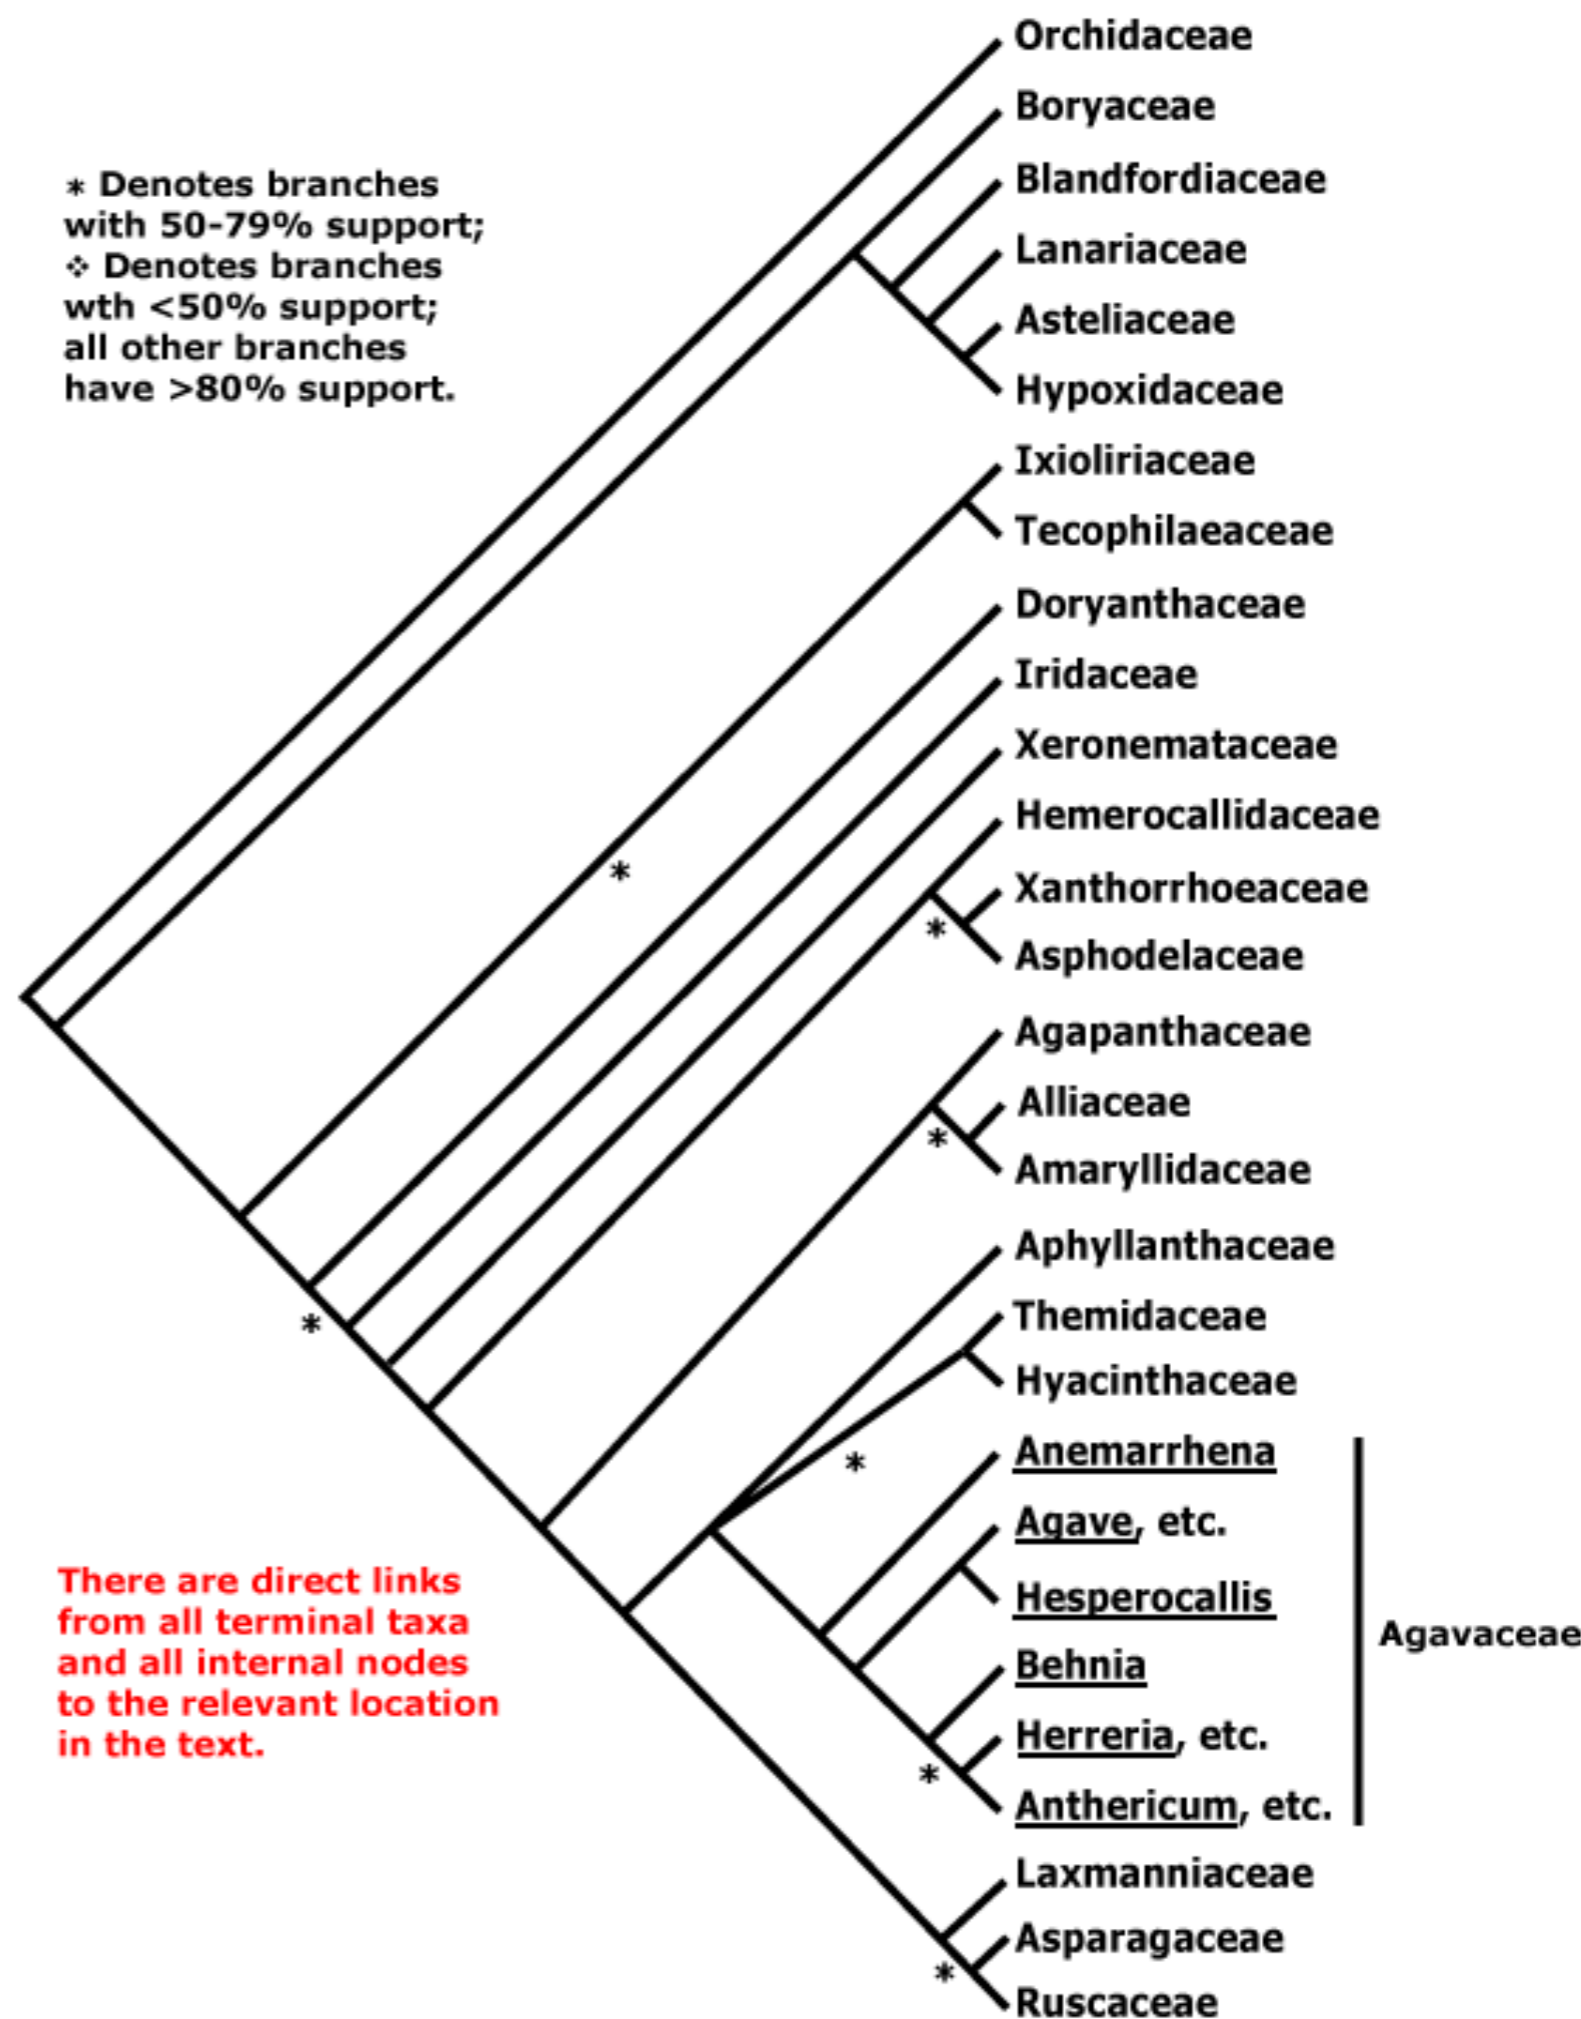 * Denotes branches
with 50-79% support;
❖ Denotes branches
wth <50% support;
all other branches
have >80% support.
Orchidaceae
Boryaceae
Blandfordiaceae
Lanariaceae
Asteliaceae
Hypoxidaceae
Ixioliriaceae
Tecophilaeaceae
Doryanthaceae
Iridaceae
Xeronemataceae
Hemerocallidaceae
*
Xanthorrhoeaceae
*
Asphodelaceae
Agapanthaceae
Alliaceae
*
Amaryllidaceae
Aphyllanthaceae
Themidaceae
*
Hyacinthaceae
Anemarrhena
*
Agave, etc.
Hesperocallis
Agavaceae
Behnia
Herreria, etc.
*
Anthericum, etc.
Laxmanniaceae
Asparagaceae
*
Ruscaceae
There are direct links
from all terminal taxa
and all internal nodes
to the relevant location
in the text.